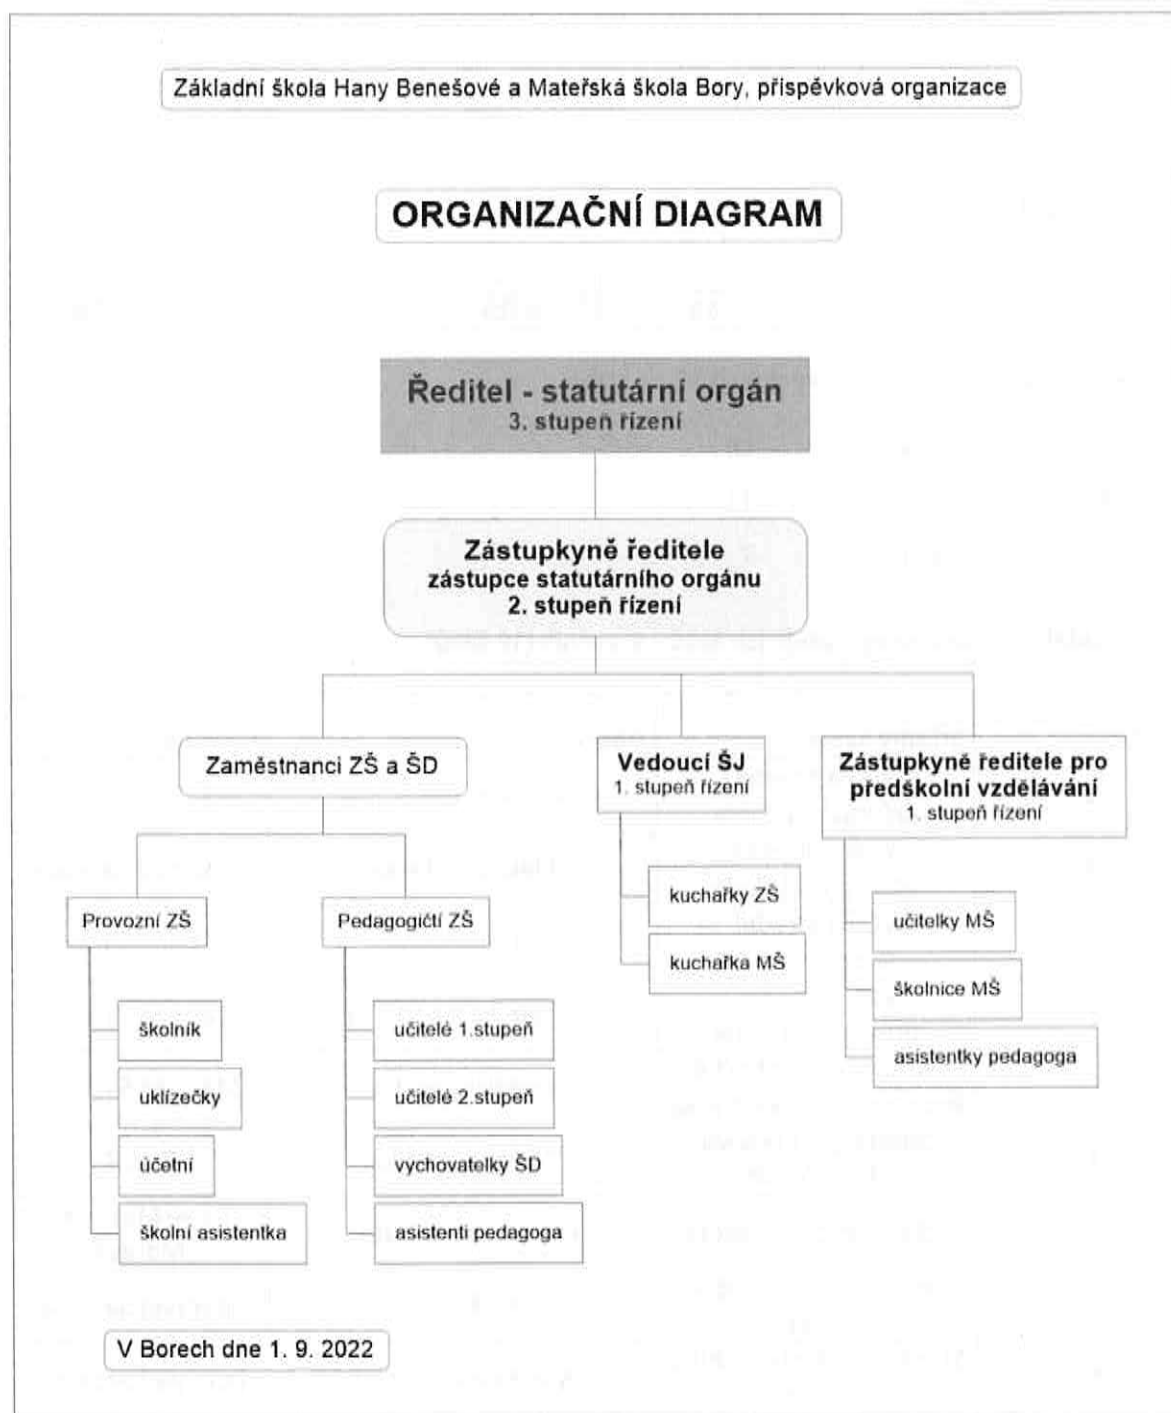 Základní škola Hany Benešové a Mateřská škola Bory, příspěvková organizace
ORGANIZAČNÍ DIAGRAM
Ředitel - statutární orgán
3. stupeň řízení
Zástupkyně ředitele
zástupce statutárního orgánu
2. stupeň řízení
Zaměstnanci ZŠ a ŠD
Vedoucí ŠJ
1. stupeň řízení
Zástupkyně ředitele pro
předškolní vzdělávání
1. stupeň řízení
Provozní ZŠ
školník
uklízečky
účetní
školní asistentka
Pedagogičtí ZŠ
učitelé 1.stupeň
učitelé 2.stupeň
vychovatelky ŠD
asistenti pedagoga
kuchařky ZŠ
kuchařka MŠ
učitelky MŠ
školnice MŠ
asistentky pedagoga
V Borech dne 1. 9. 2022